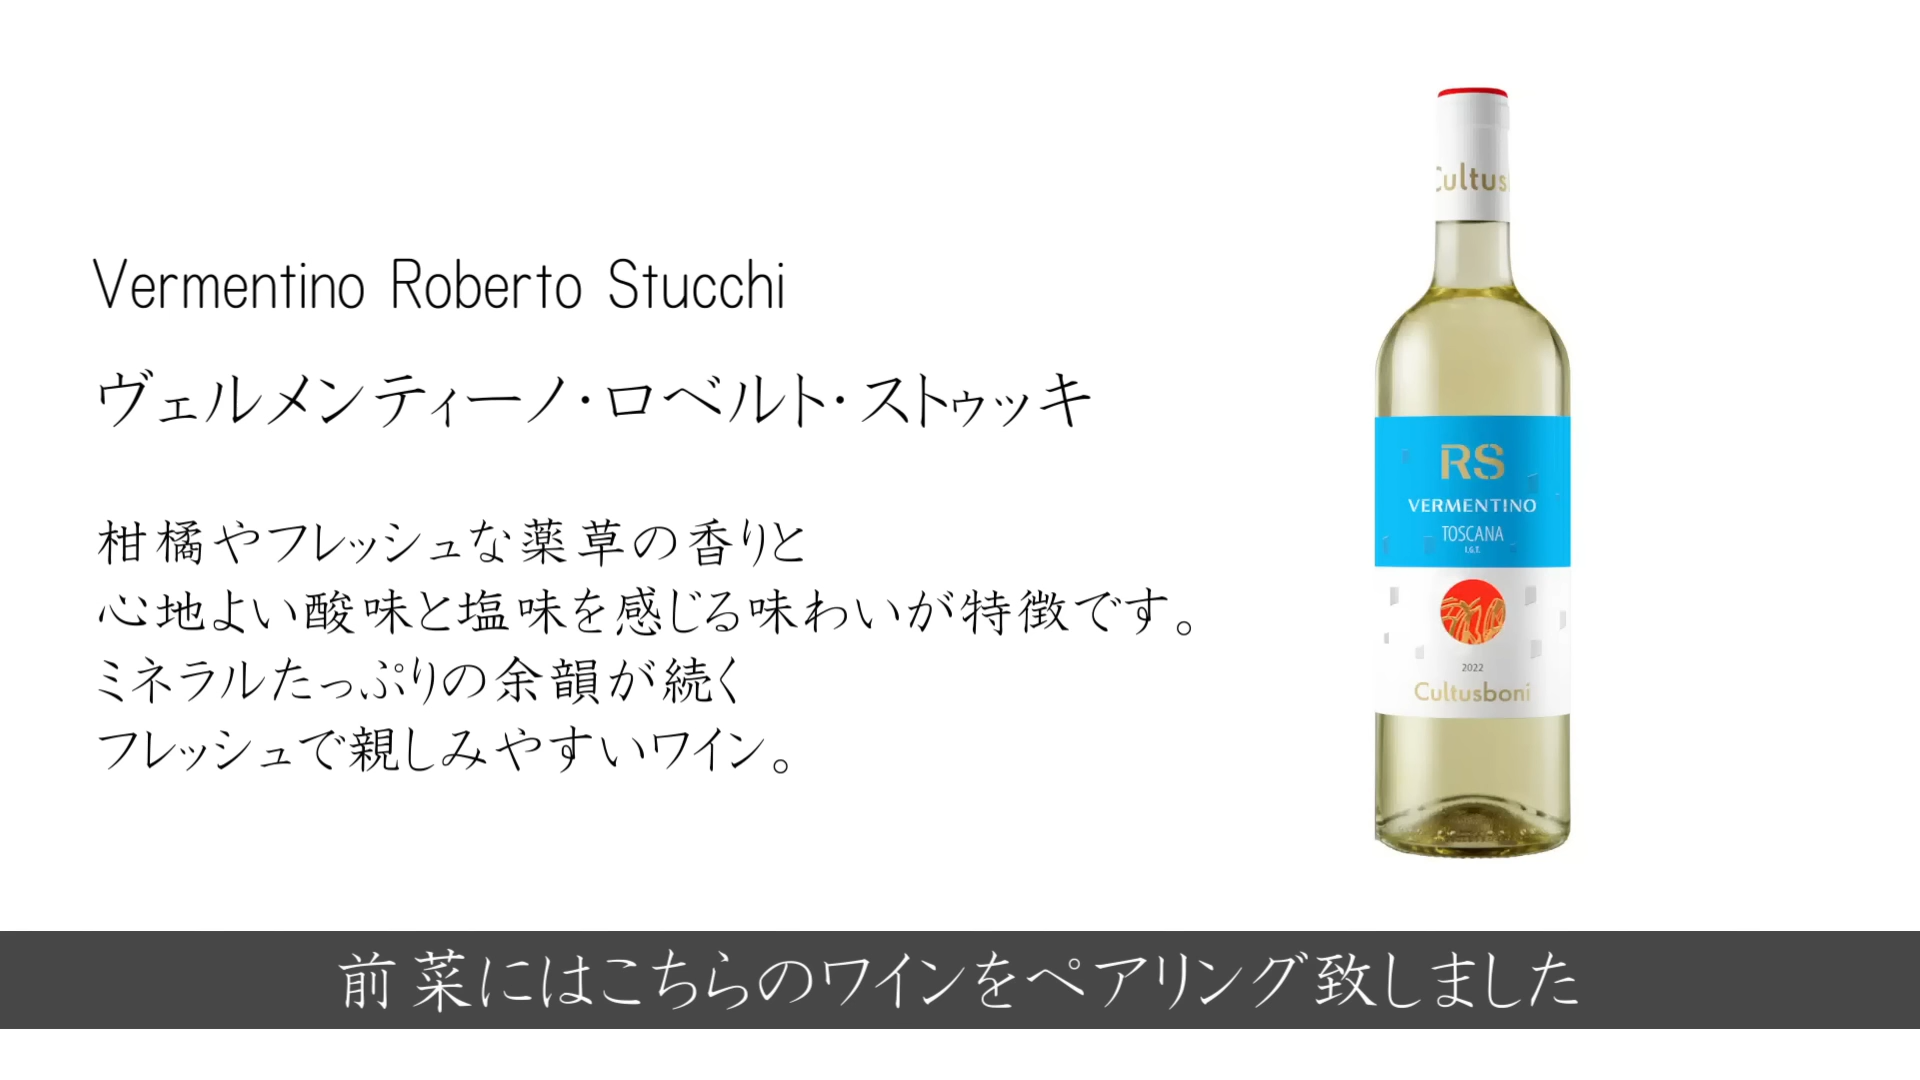 Vermentino Roberto Stucchi
ヴェルメンティーノ・ロベルト・ストゥッキ
柑橘やフレッシュな薬草の香りと
心地よい酸味と塩味を感じる味わいが特徴です。
ミネラルたっぷりの余韻が続く
フレッシュで親しみやすいワイン。
Cultus
RS
VERMENTINO
TOSCANA
I.G.T.
2022
Cultusboni
前菜にはこちらのワインをペアリング致しました